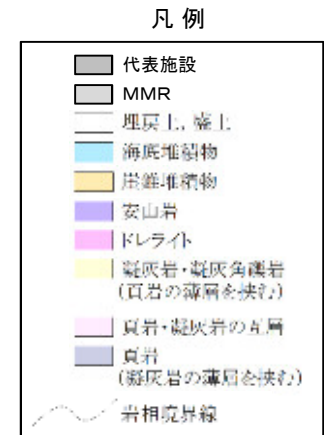 凡 例
代表施設
MMR
埋戻土，盛土
海底堆積物
崖錐堆積物
安山岩
ドレライト
凝灰岩・凝灰角礫岩
(頁岩の薄層を挟む)
頁岩・凝灰岩の互層
頁岩
(凝灰岩の薄層を挟む)
岩相境界線